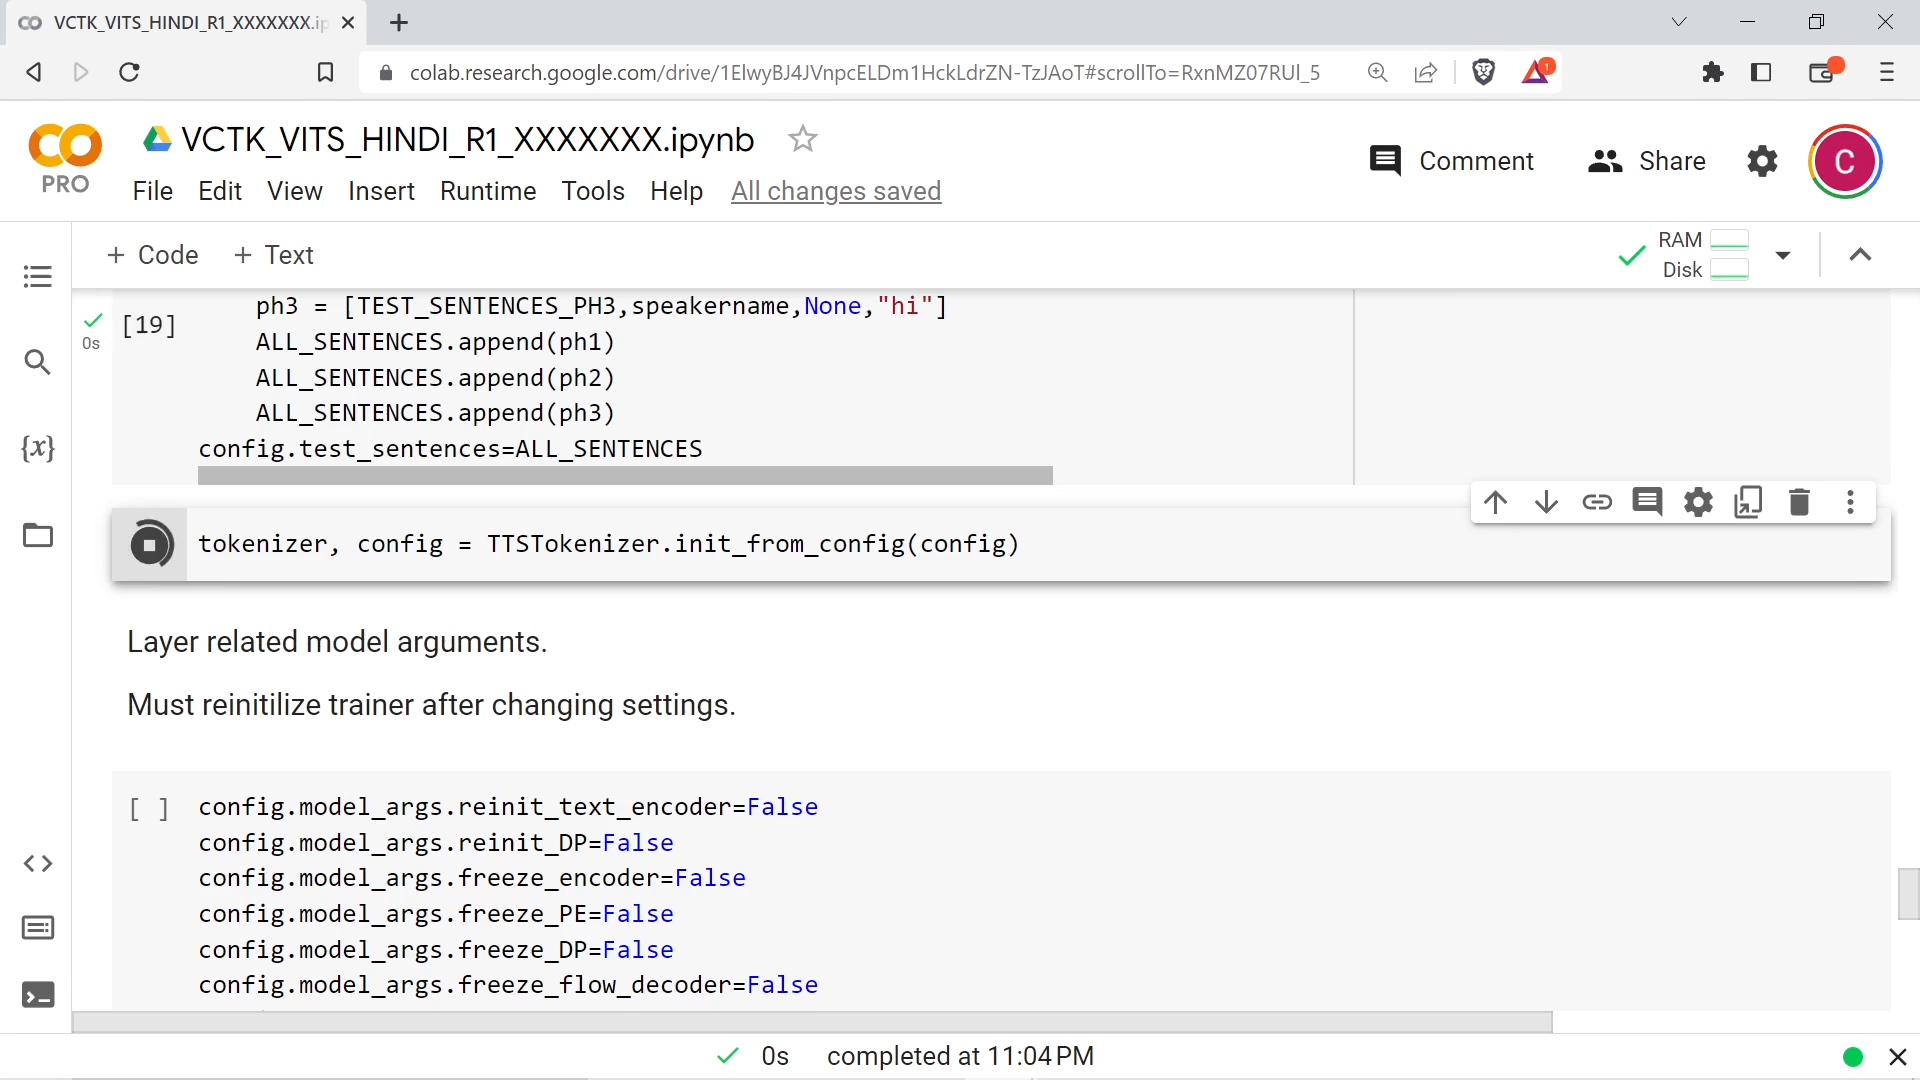 VCTK_VITS_HINDI_R1_XXXXXXX.ip
colab.research.google.com/drive/1ElwyBJ4JVnpcELDm1HckLdrZN-TzJAoT#scrollTo=RxnMZ07RUl_5
1
PRO
VCTK_VITS_HINDI_R1_XXXXXXX.ipynb
Comment
Share
C
File Edit View Insert Runtime Tools Help All changes saved
+ Code + Text
RAM
Disk
{x}
[19]
0s
ph3 = [TEST_SENTENCES_PH3,speakername,None,"hi"]
ALL_SENTENCES.append(ph1)
ALL_SENTENCES.append(ph2)
ALL_SENTENCES.append(ph3)
config.test_sentences=ALL_SENTENCES
tokenizer, config = TTSTokenizer.init_from_config(config)
Layer related model arguments.
Must reinitilize trainer after changing settings.
[ ] config.model_args.reinit_text_encoder=False
config.model_args.reinit_DP=False
config.model_args.freeze_encoder=False
config.model_args.freeze_PE=False
config.model_args.freeze_DP=False
config.model_args.freeze_flow_decoder=False
0s completed at 11:04 PM